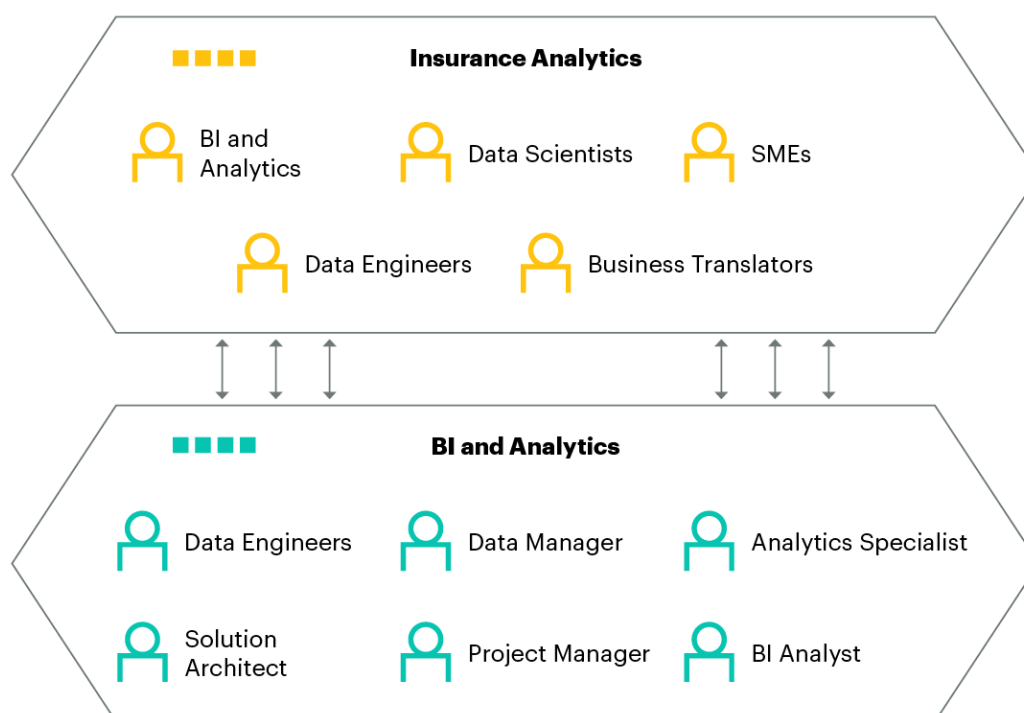 Insurance Analytics
BI and
Analytics
Data Scientists
SMEs
Data Engineers
Business Translators
BI and Analytics
Data Engineers
Data Manager
Analytics Specialist
Solution
Architect
Project Manager
BI Analyst